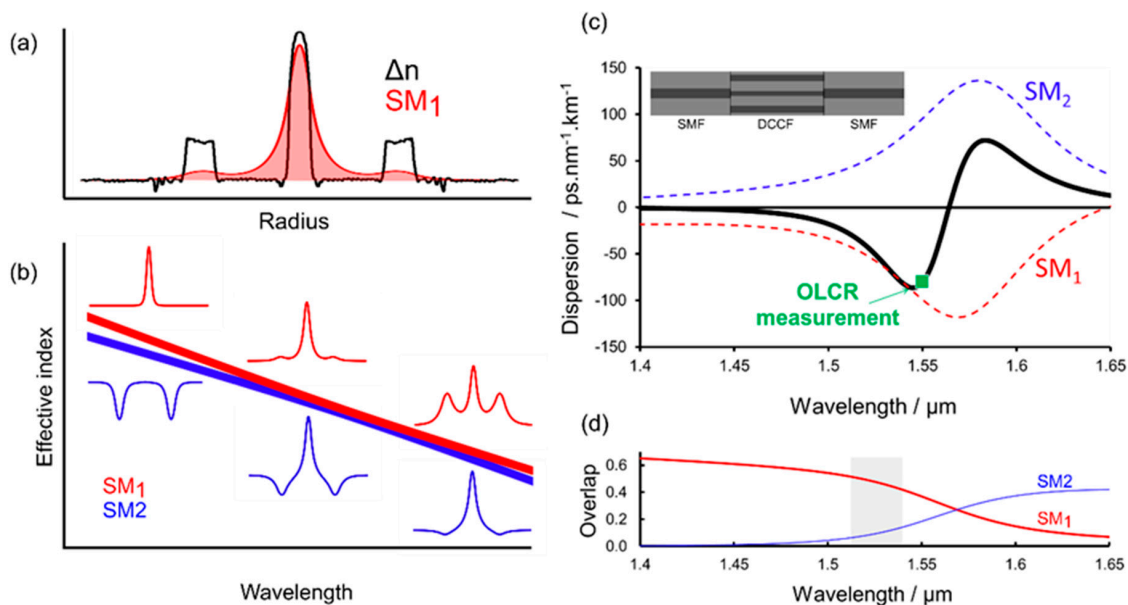 (a)
Δn
SM₁
Radius
(b)
Effective index
SM₁
SM2
Wavelength
(c)
Dispersion / ps.nm⁻¹.km⁻¹
150
100
50
0
-50
-100
-150
SMF
DCCF
SMF
SM₂
SM₁
OLCR
measurement
1.4
1.45
1.5
1.55
1.6
1.65
Wavelength / µm
(d)
Overlap
0.6
0.4
0.2
0.0
SM2
SM₁
1.4
1.45
1.5
1.55
1.6
1.65
Wavelength / µm